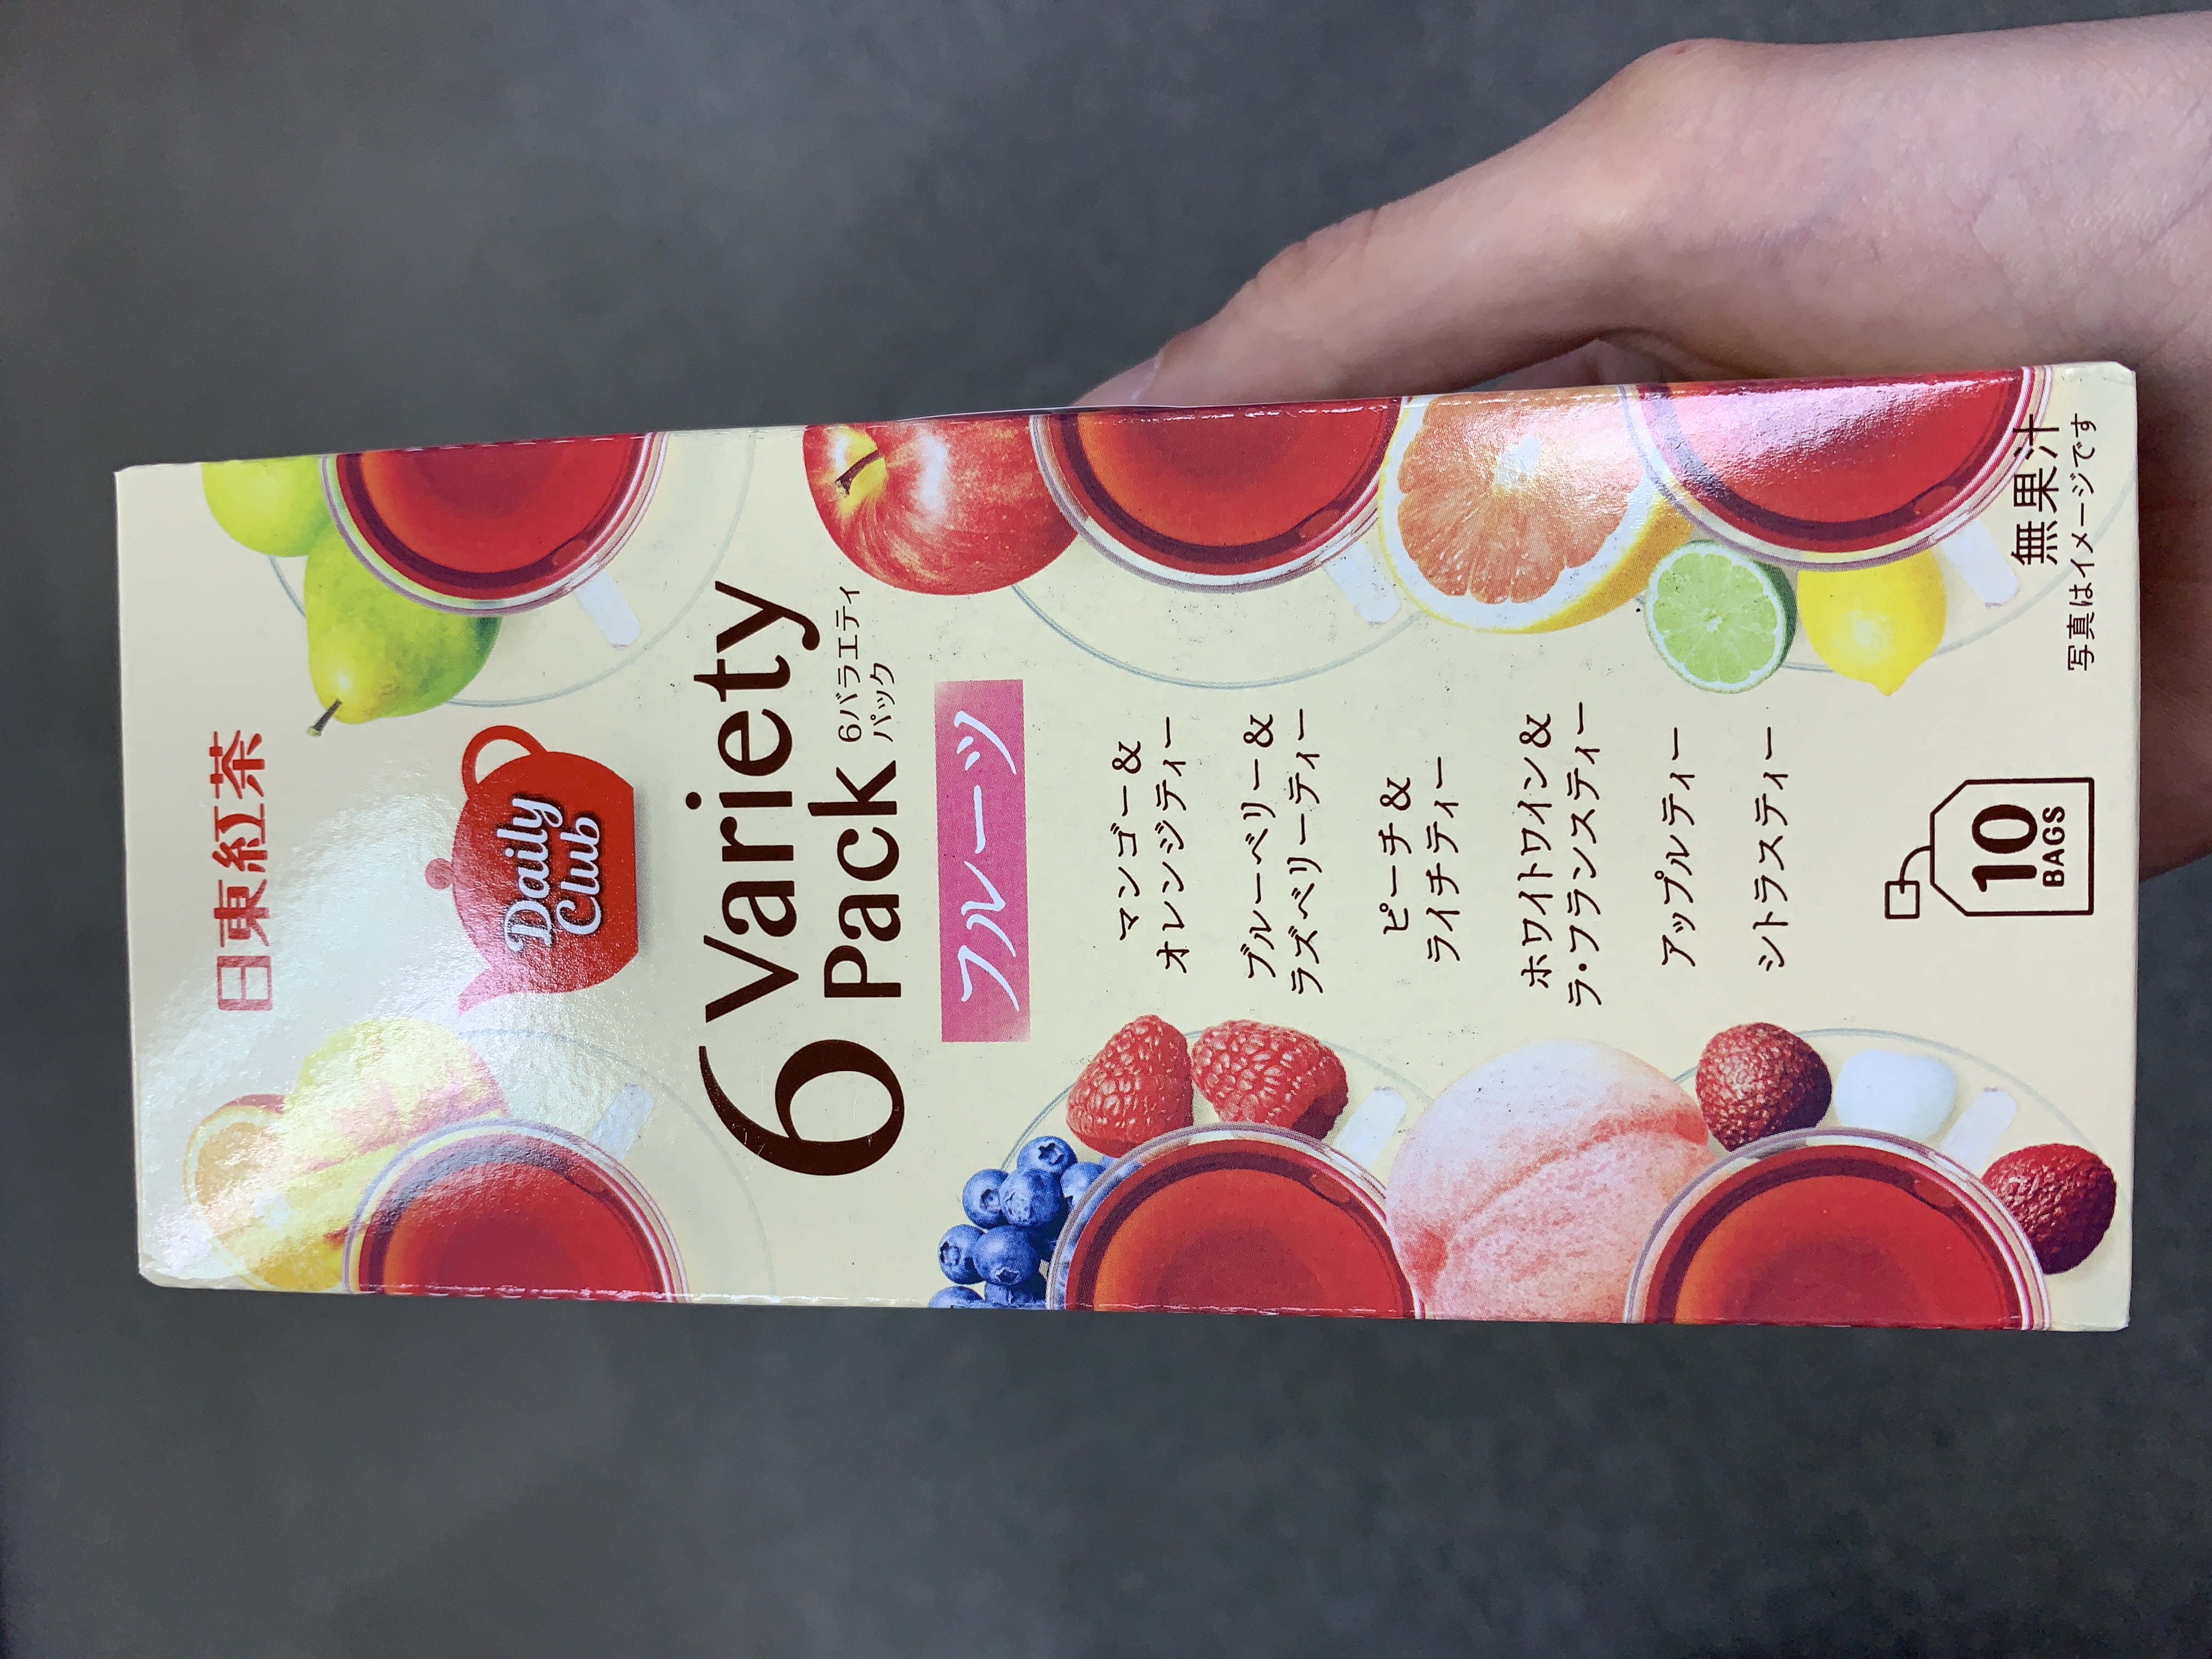 日東紅茶
Daily
Club
6 Variety
Pack
6バラエティ
パック
フルーツ
マンゴー&
オレンジティー
ブルーベリー&
ラズベリーティー
ピーチ&
ライチティー
ホワイトワイン&
ラ・フランスティー
アップルティー
シトラスティー
10
BAGS
無果汁
写真はイメージです